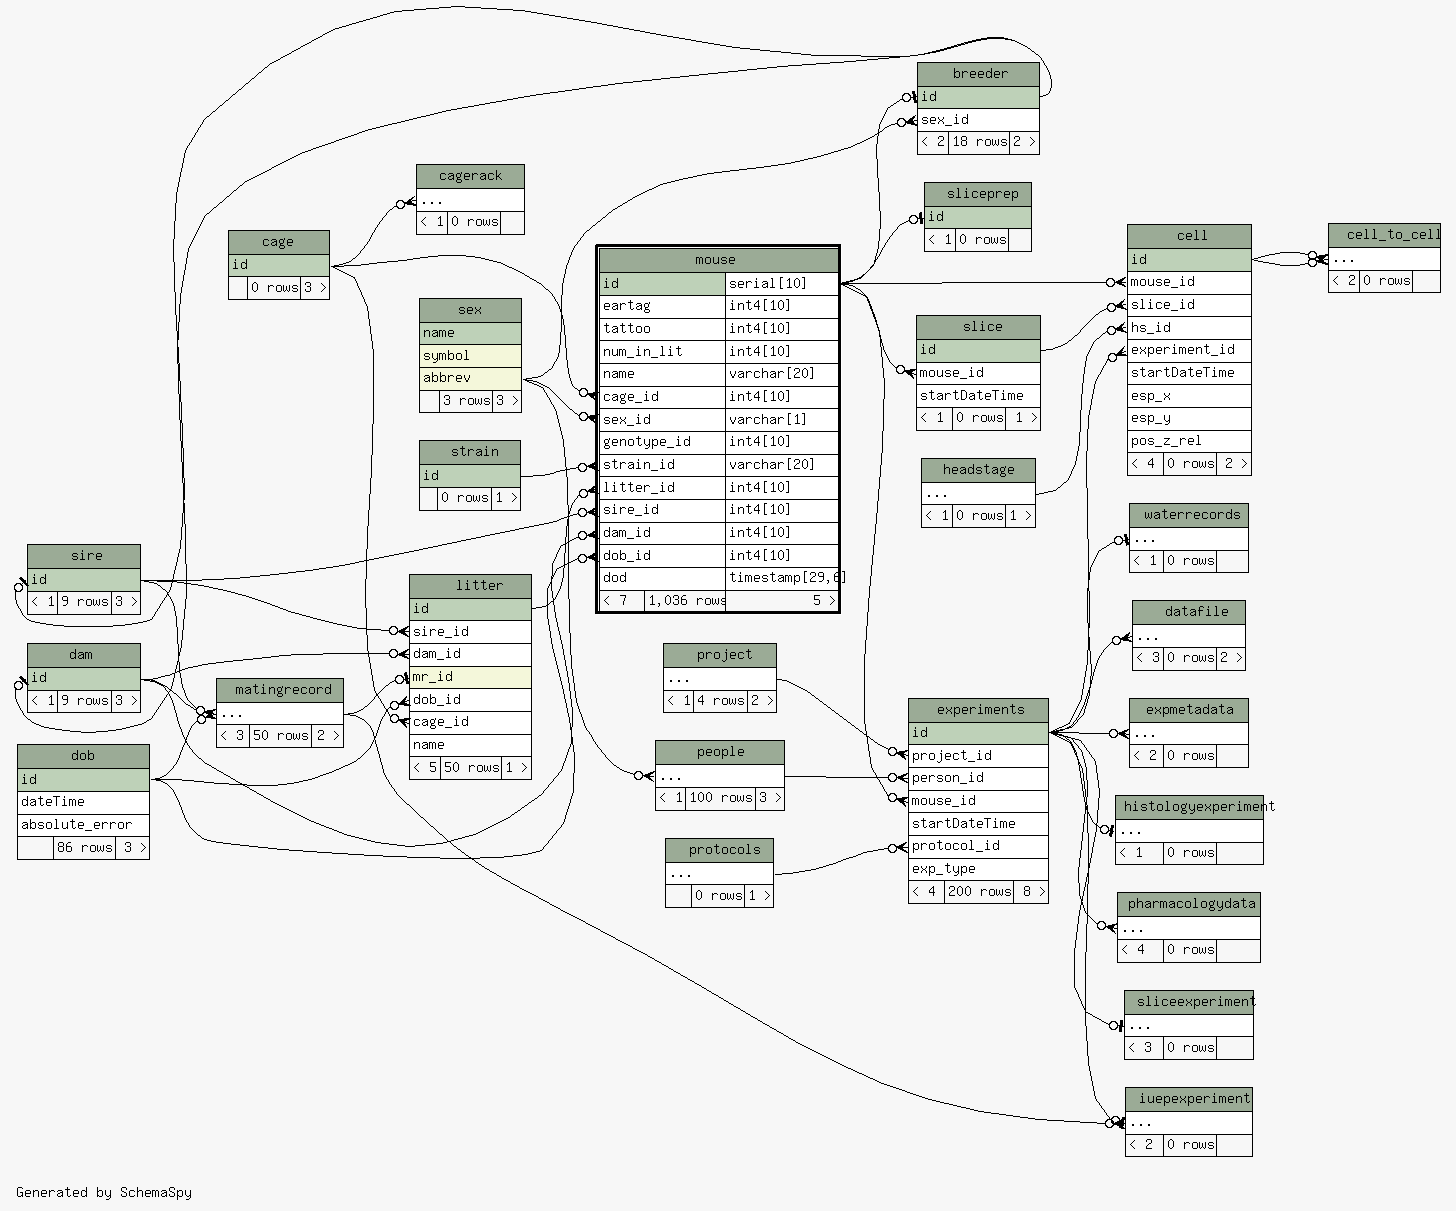 breeder
id
sex_id
< 2 18 rows 2 >
cagerack
...
< 1 0 rows
sliceprep
id
< 1 0 rows
cage
id
0 rows 3 >
cell
id
mouse_id
slice_id
hs_id
experiment_id
startDateTime
esp_x
esp_y
pos_z_rel
< 4 0 rows 2 >
cell_to_cell
...
< 2 0 rows
mouse
id serial[10]
eartag int4[10]
tattoo int4[10]
num_in_lit int4[10]
name varchar[20]
cage_id int4[10]
sex_id varchar[1]
genotype_id int4[10]
strain_id varchar[20]
litter_id int4[10]
sire_id int4[10]
dam_id int4[10]
dob_id int4[10]
dod timestamp[29,6]
< 7 1,036 rows 5 >
sex
name
symbol
abbrev
3 rows 3 >
slice
id
mouse_id
startDateTime
< 1 0 rows 1 >
strain
id
0 rows 1 >
headstage
...
< 1 0 rows 1 >
waterrecords
...
< 1 0 rows
sire
id
< 1 9 rows 3 >
litter
id
sire_id
dam_id
mr_id
dob_id
cage_id
name
< 5 50 rows 1 >
datafile
...
< 3 0 rows 2 >
dam
id
< 1 9 rows 3 >
project
...
< 1 4 rows 2 >
matingrecord
...
< 3 50 rows 2 >
experiments
id
project_id
person_id
mouse_id
startDateTime
protocol_id
exp_type
< 4 200 rows 8 >
expmetadata
...
< 2 0 rows
dob
id
dateTime
absolute_error
86 rows 3 >
people
...
< 1 100 rows 3 >
histologyexperiment
...
< 1 0 rows
protocols
...
0 rows 1 >
pharmacologydata
...
< 4 0 rows
sliceexperiment
...
< 3 0 rows
iuepexperiment
...
< 2 0 rows
Generated by SchemaSpy